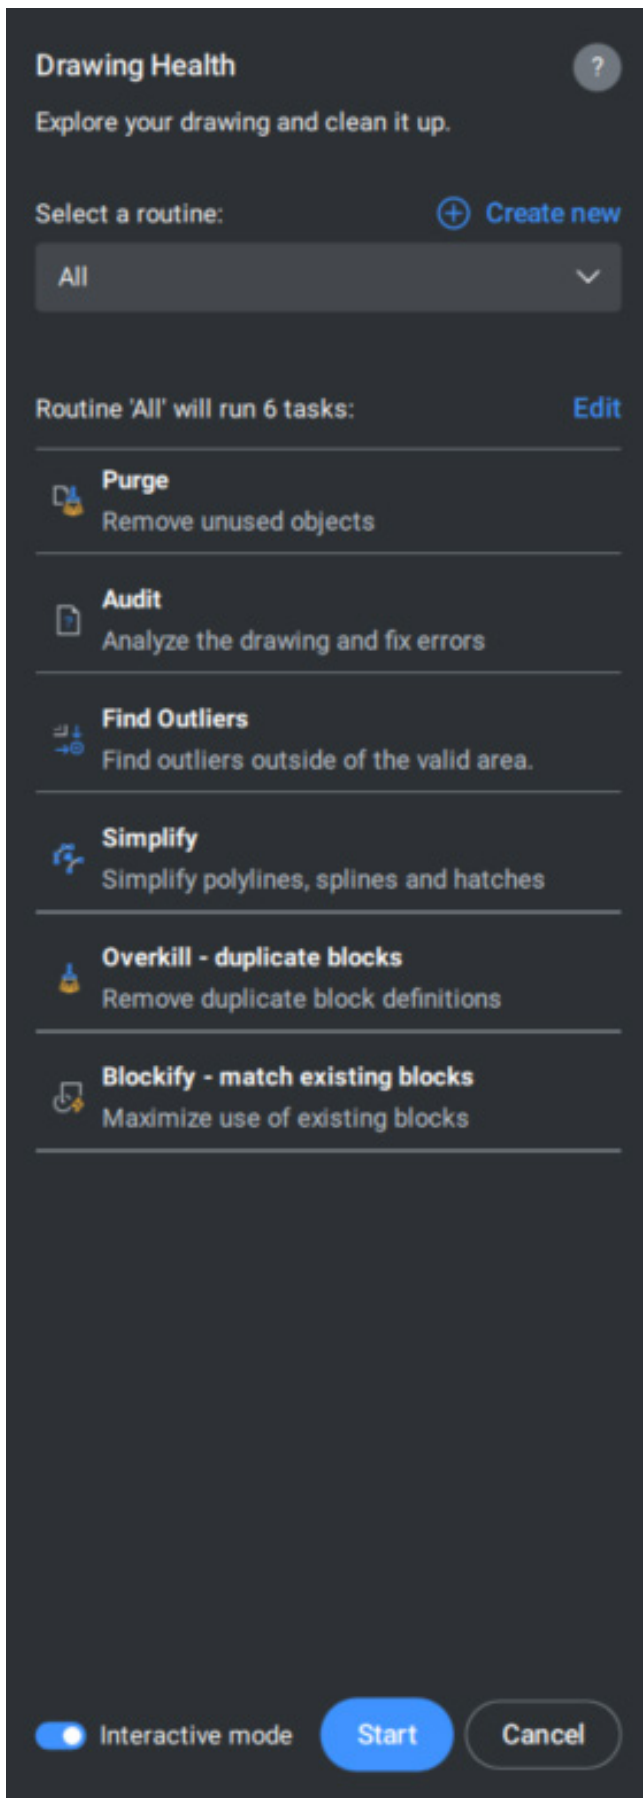 Drawing Health
?
Explore your drawing and clean it up.
Select a routine:
Create new
All
Routine 'All' will run 6 tasks:
Edit
Purge
Remove unused objects
Audit
Analyze the drawing and fix errors
Find Outliers
Find outliers outside of the valid area.
Simplify
Simplify polylines, splines and hatches
Overkill - duplicate blocks
Remove duplicate block definitions
Blockify - match existing blocks
Maximize use of existing blocks
Interactive mode
Start
Cancel